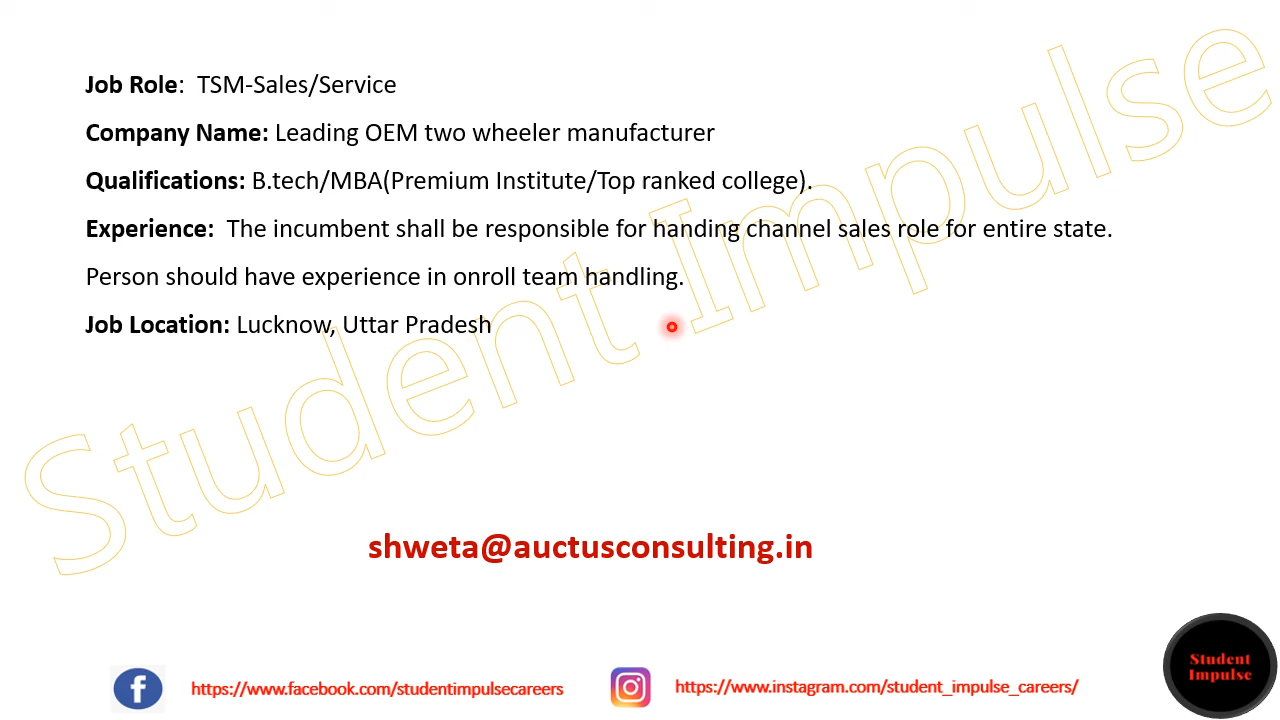 Job Role:  TSM-Sales/Service
Company Name: Leading OEM two wheeler manufacturer
Qualifications: B.tech/MBA(Premium Institute/Top ranked college).
Experience:  The incumbent shall be responsible for handing channel sales role for entire state.
Person should have experience in onroll team handling.
Job Location: Lucknow, Uttar Pradesh
Student Impulse
shweta@auctusconsulting.in
Student
Impulse
https://www.facebook.com/studentimpulsecareers
https://www.instagram.com/student_impulse_careers/